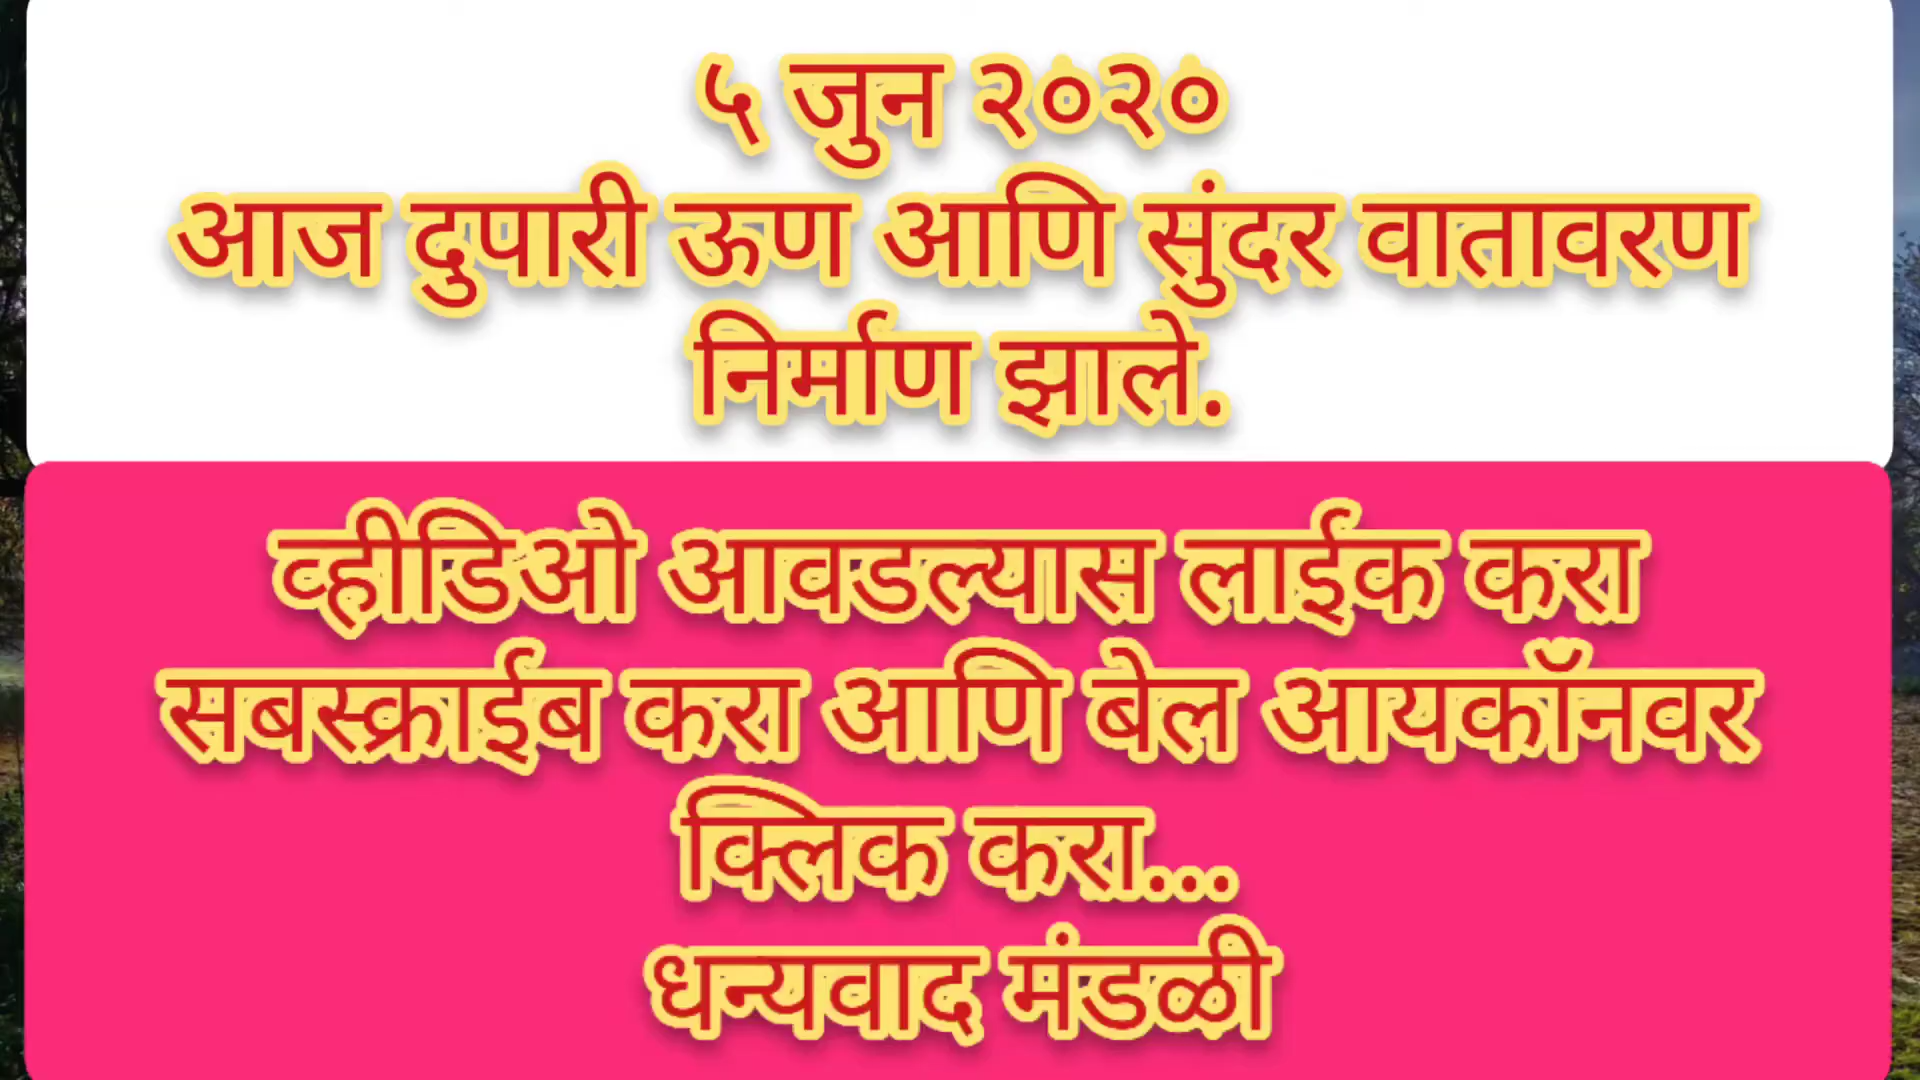 ५ जुन २०२०
आज दुपारी ऊण आणि सुंदर वातावरण
निर्माण झाले.
व्हीडिओ आवडल्यास लाईक करा
सबस्क्राईब करा आणि बेल आयकॉनवर
क्लिक करा...
धन्यवाद मंडळी